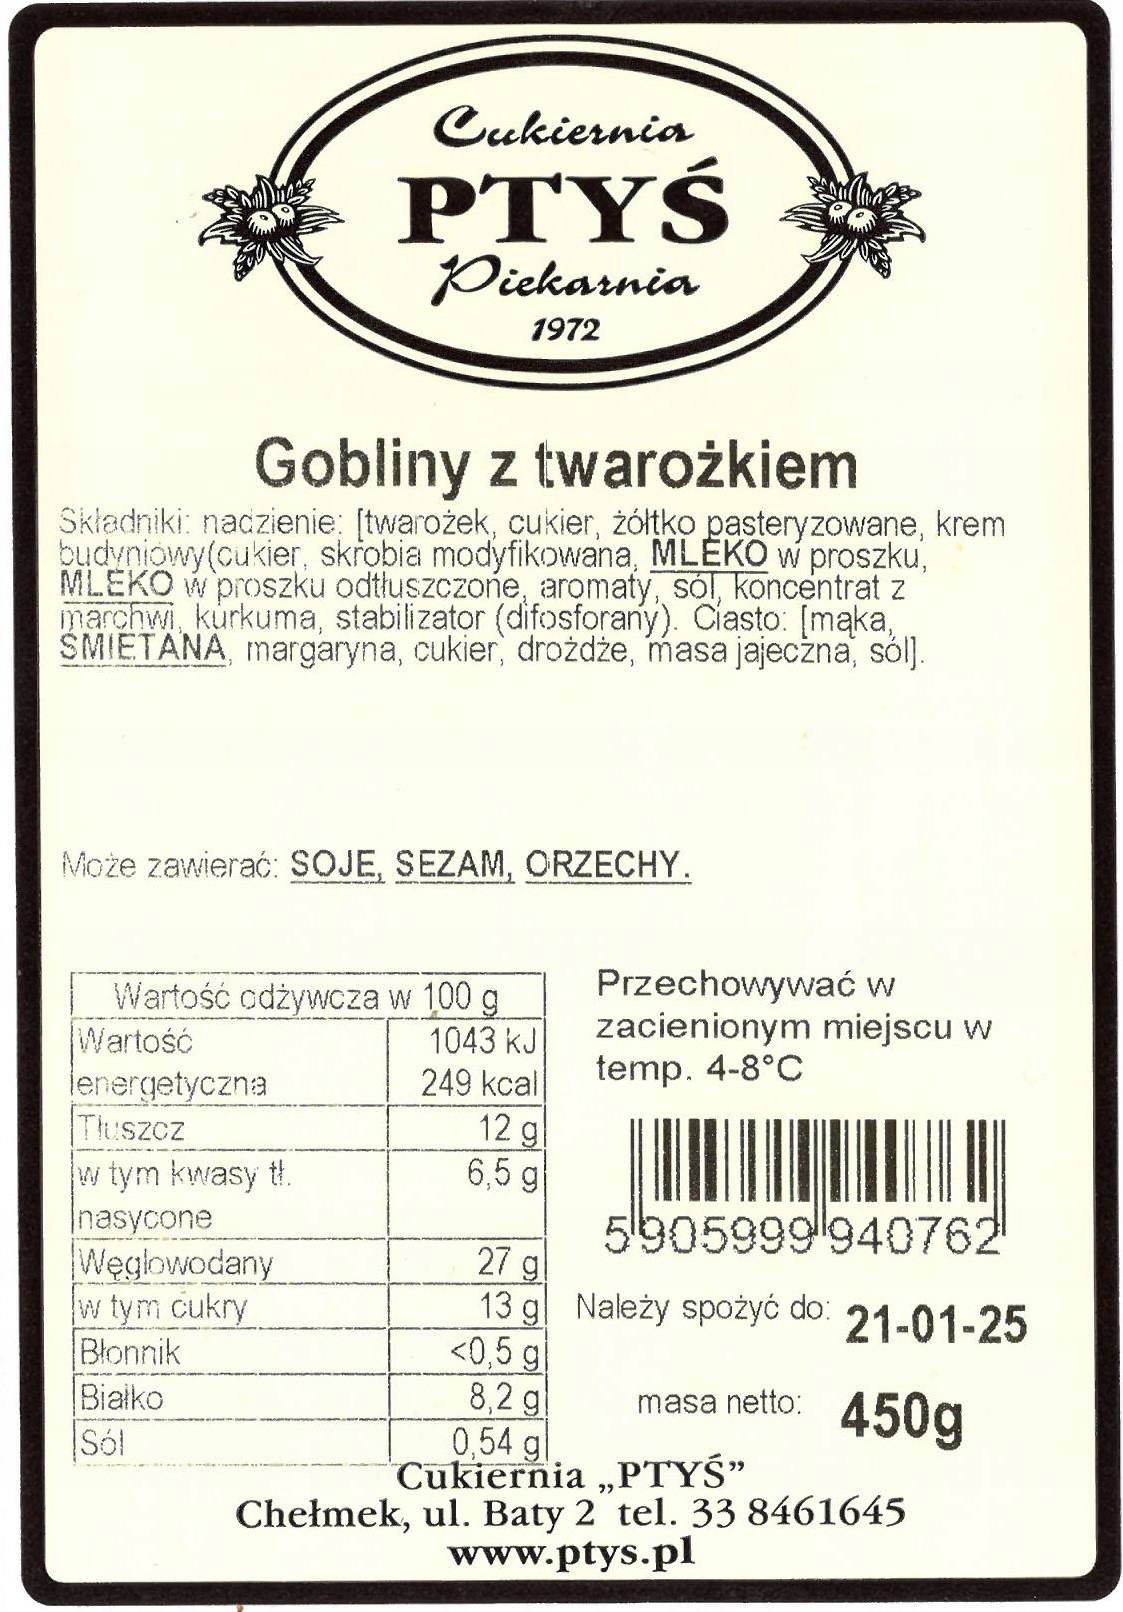 Cukiernia
PTYŚ
Piekarnia
1972
Gobliny z twarożkiem
Składniki: nadzienie: [twarożek, cukier, żółtko pasteryzowane, krem
budyniowy(cukier, skrobia modyfikowana, MLEKO w proszku,
MLEKO w proszku odtłuszczone, aromaty, sól, koncentrat z
marchwi, kurkuma, stabilizator (difosforany). Ciasto: [mąka,
ŚMIETANA, margaryna, cukier, drożdże, masa jajeczna, sól].
Może zawierać: SOJE, SEZAM, ORZECHY.
Wartość odżywcza w 100 g
Wartość energetyczna 1043 kJ 249 kcal
Tłuszcz 12 g
w tym kwasy tł. nasycone 6,5 g
Węglowodany 27 g
w tym cukry 13 g
Błonnik <0,5 g
Białko 8,2 g
Sól 0,54 g
Przechowywać w
zacienionym miejscu w
temp. 4-8°C
5905999940762
Należy spożyć do: 21-01-25
masa netto: 450g
Cukiernia „PTYŚ”
Chełmek, ul. Baty 2 tel. 33 8461645
www.ptys.pl